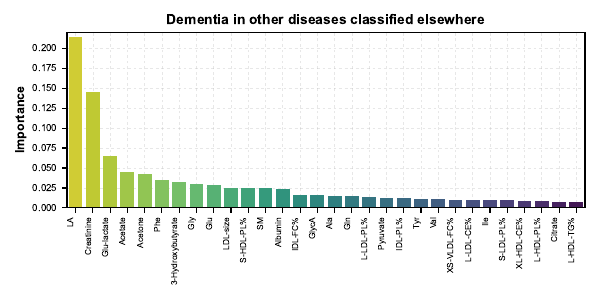 Dementia in other diseases classified elsewhere
Importance
0.200
0.175
0.150
0.125
0.100
0.075
0.050
0.025
0.000
LA
Creatinine
Glu-lactate
Acetate
Acetone
Phe
3-Hydroxybutyrate
Gly
Glu
LDL-size
S-HDL-PL%
SM
Albumin
IDL-FC%
GlycA
Ala
Gln
L-LDL-PL%
Pyruvate
IDL-PL%
Tyr
Val
XS-VLDL-FC%
L-LDL-CE%
Ile
S-LDL-PL%
XL-HDL-CE%
L-HDL-PL%
Citrate
L-HDL-TG%